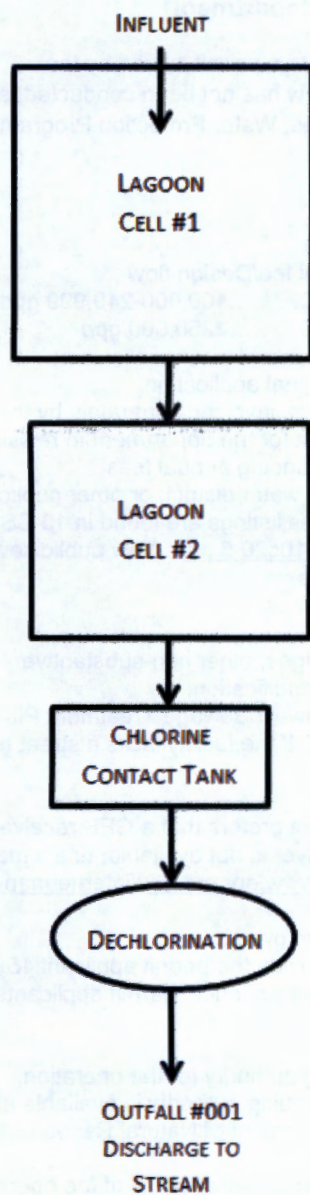 INFLUENT
LAGOON
CELL #1
LAGOON
CELL #2
CHLORINE
CONTACT TANK
DECHLORINATION
OUTFALL #001
DISCHARGE TO
STREAM